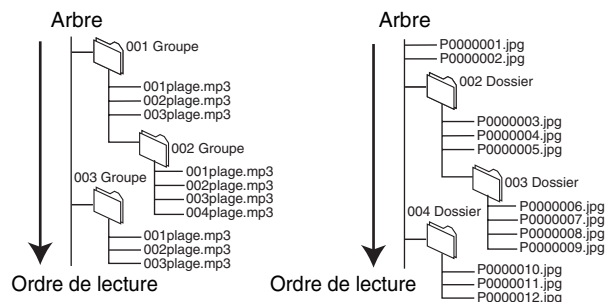 Arbre
001 Groupe
001plage.mp3
002plage.mp3
003plage.mp3
002 Groupe
001plage.mp3
002plage.mp3
003plage.mp3
004plage.mp3
003 Groupe
001plage.mp3
002plage.mp3
003plage.mp3
Ordre de lecture
Arbre
P0000001.jpg
P0000002.jpg
002 Dossier
P0000003.jpg
P0000004.jpg
P0000005.jpg
003 Dossier
P0000006.jpg
P0000007.jpg
P0000008.jpg
P0000009.jpg
004 Dossier
P0000010.jpg
P0000011.jpg
P0000012.jpg
Ordre de lecture